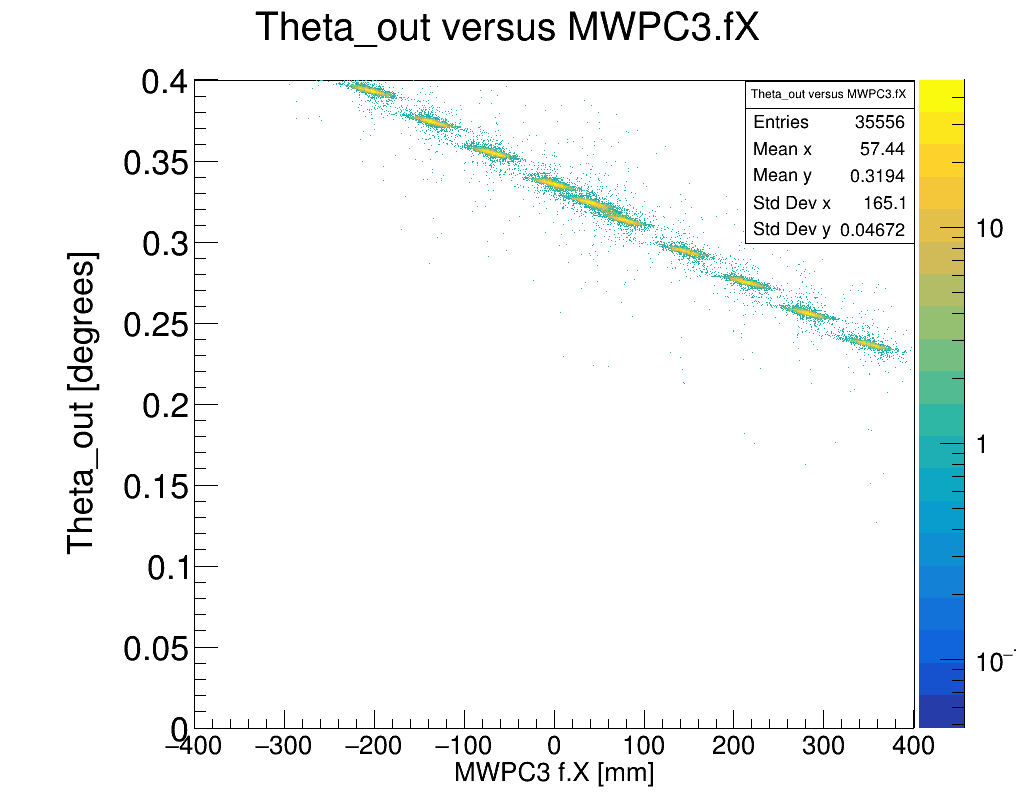 Theta_out versus MWPC3.fX
Theta_out versus MWPC3.fX
Entries 35556
Mean x 57.44
Mean y 0.3194
Std Dev x 165.1
Std Dev y 0.04672
Theta_out [degrees]
0.4
0.35
0.3
0.25
0.2
0.15
0.1
0.05
0
−400 −300 −200 −100 0 100 200 300 400
MWPC3 f.X [mm]
10
1
10−